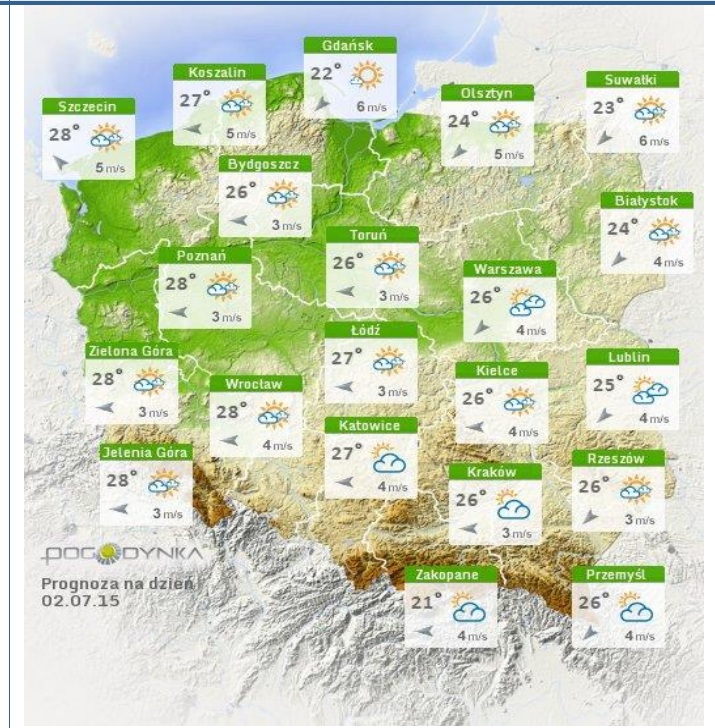 Gdańsk
22°
6 m/s
Koszalin
27°
5 m/s
Suwałki
23°
6 m/s
Olsztyn
24°
5 m/s
Szczecin
28°
5 m/s
Bydgoszcz
26°
3 m/s
Białystok
24°
4 m/s
Toruń
26°
3 m/s
Poznań
28°
3 m/s
Warszawa
26°
4 m/s
Łódź
27°
3 m/s
Zielona Góra
28°
3 m/s
Lublin
25°
4 m/s
Kielce
26°
4 m/s
Wrocław
28°
4 m/s
Katowice
27°
4 m/s
Jelenia Góra
28°
3 m/s
Rzeszów
26°
3 m/s
Kraków
26°
3 m/s
POGODYNKA
Prognoza na dzień
02.07.15
Zakopane
21°
4 m/s
Przemyśl
26°
4 m/s